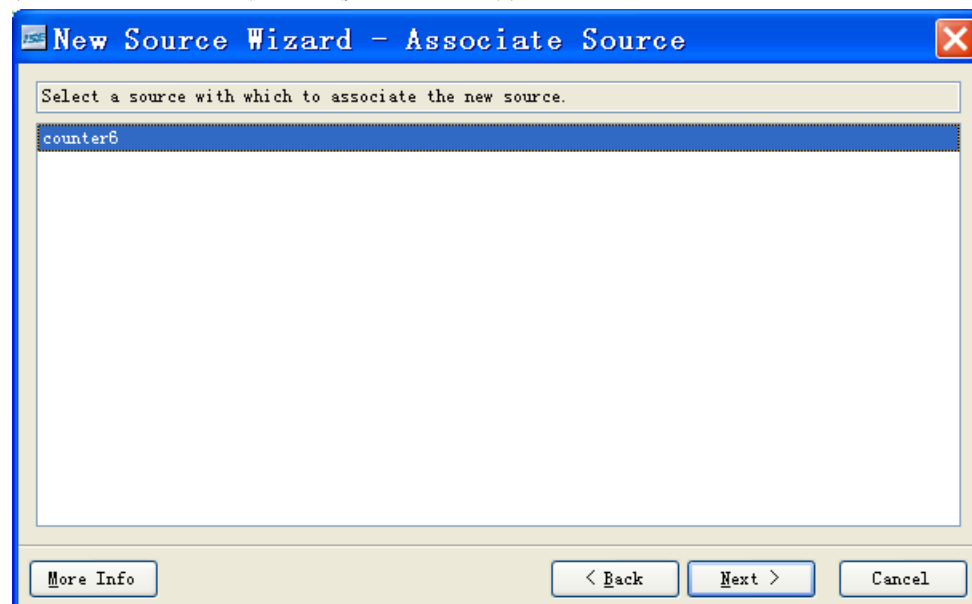 ISE New Source Wizard - Associate Source
Select a source with which to associate the new source.
counter6
More Info < Back Next > Cancel